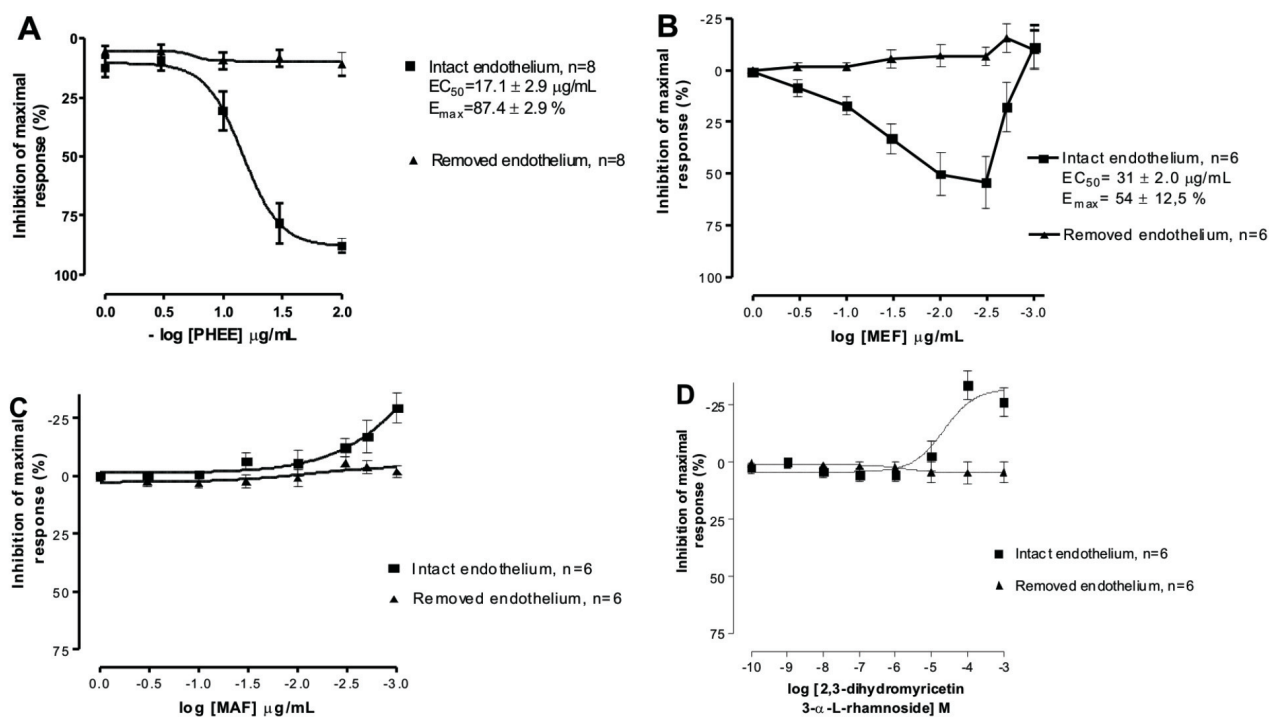 A
0
25
50
75
100
Inhibition of maximal
response (%)
0.0 0.5 1.0 1.5 2.0
- log [PHEE] μg/mL
Intact endothelium, n=8
EC50=17.1 ± 2.9 μg/mL
Emax=87.4 ± 2.9 %
Removed endothelium, n=8
B
-25
0
25
50
75
100
Inhibition of maximal
response (%)
0.0 -0.5 -1.0 -1.5 -2.0 -2.5 -3.0
log [MEF] μg/mL
Intact endothelium, n=6
EC50= 31 ± 2.0 μg/mL
Emax= 54 ± 12,5 %
Removed endothelium, n=6
C
-25
0
25
50
75
Inhibition of maximal
response (%)
0.0 -0.5 -1.0 -1.5 -2.0 -2.5 -3.0
log [MAF] μg/mL
Intact endothelium, n=6
Removed endothelium, n=6
D
-25
0
25
50
75
Inhibition of maximal
response (%)
-10 -9 -8 -7 -6 -5 -4 -3
log [2,3-dihydromyricetin
3-α -L-rhamnoside] M
Intact endothelium, n=6
Removed endothelium, n=6